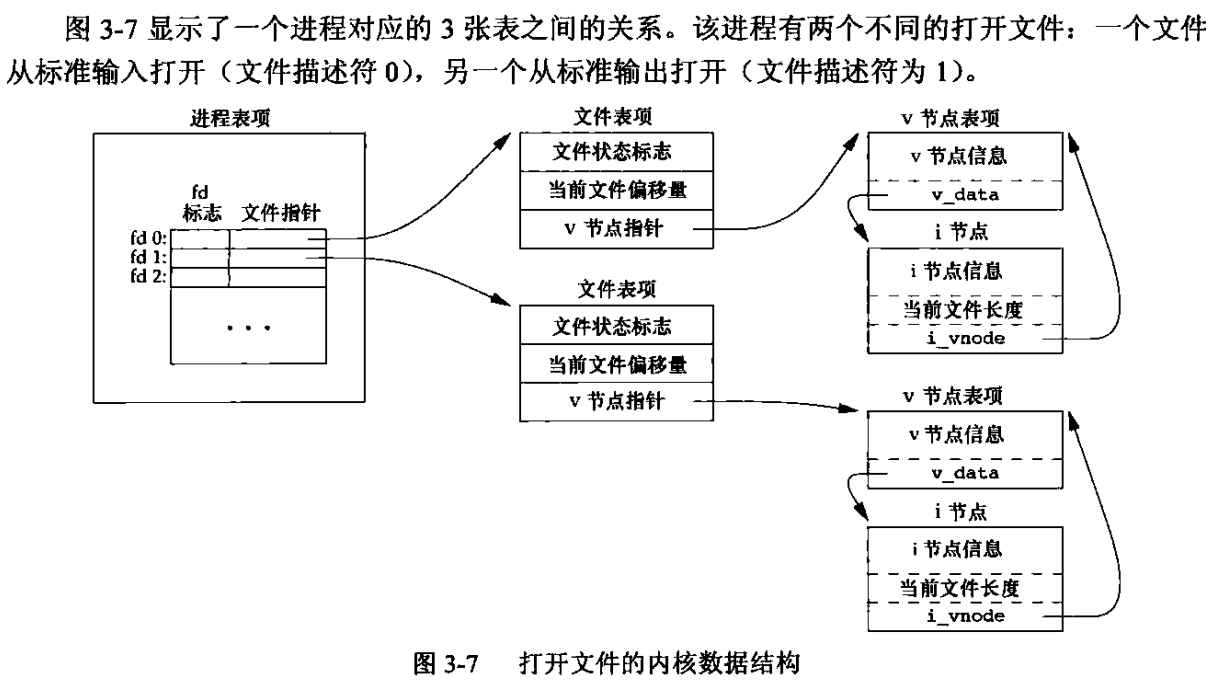 图 3-7 显示了一个进程对应的 3 张表之间的关系。该进程有两个不同的打开文件：一个文件
从标准输入打开（文件描述符 0），另一个从标准输出打开（文件描述符为 1）。
进程表项
fd
标志 文件指针
fd 0:
fd 1:
fd 2:
...
文件表项
文件状态标志
当前文件偏移量
v 节点指针
文件表项
文件状态标志
当前文件偏移量
v 节点指针
v 节点表项
v 节点信息
v_data
i 节点
i 节点信息
当前文件长度
i_vnode
v 节点表项
v 节点信息
v_data
i 节点
i 节点信息
当前文件长度
i_vnode
图 3-7 打开文件的内核数据结构